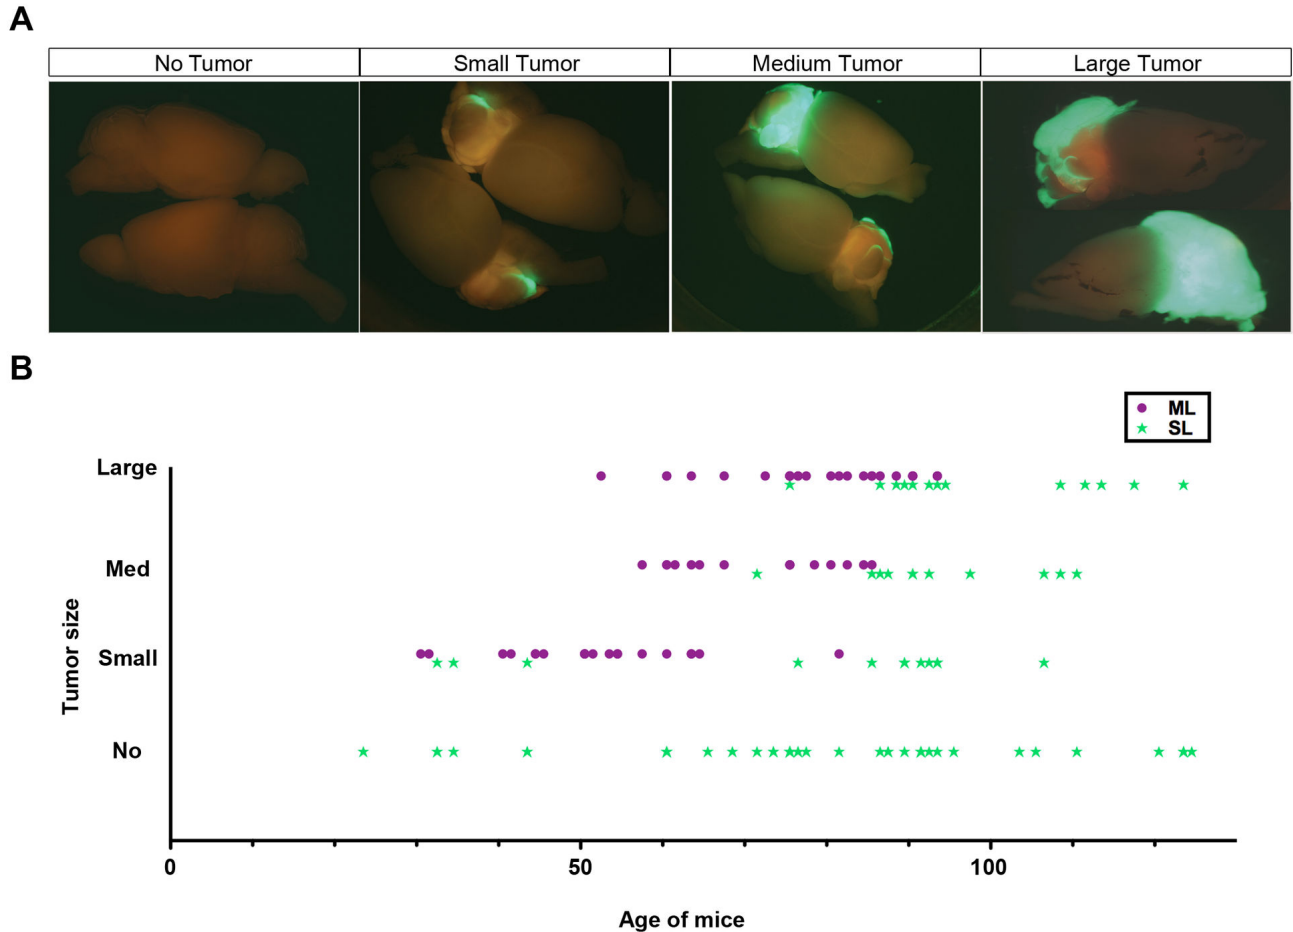 A
No Tumor
Small Tumor
Medium Tumor
Large Tumor
B
ML
SL
Large
Med
Small
No
Tumor size
0
50
100
Age of mice